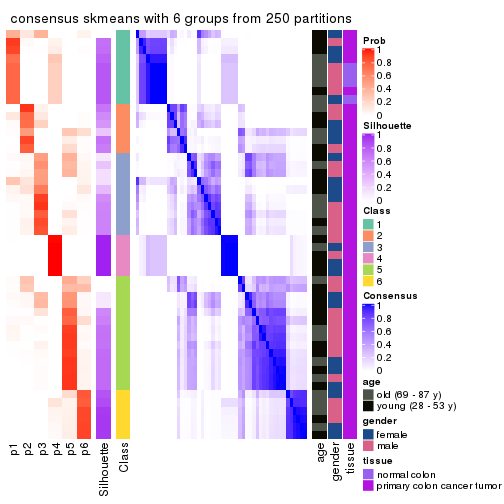 consensus skmeans with 6 groups from 250 partitions
Prob
1
0.8
0.6
0.4
0.2
0
Silhouette
1
0.8
0.6
0.4
0.2
0
Class
1
2
3
4
5
6
Consensus
1
0.8
0.6
0.4
0.2
0
age
old (69 - 87 y)
young (28 - 53 y)
gender
female
male
tissue
normal colon
primary colon cancer tumor
p1
p2
p3
p4
p5
p6
Silhouette
Class
age
gender
tissue